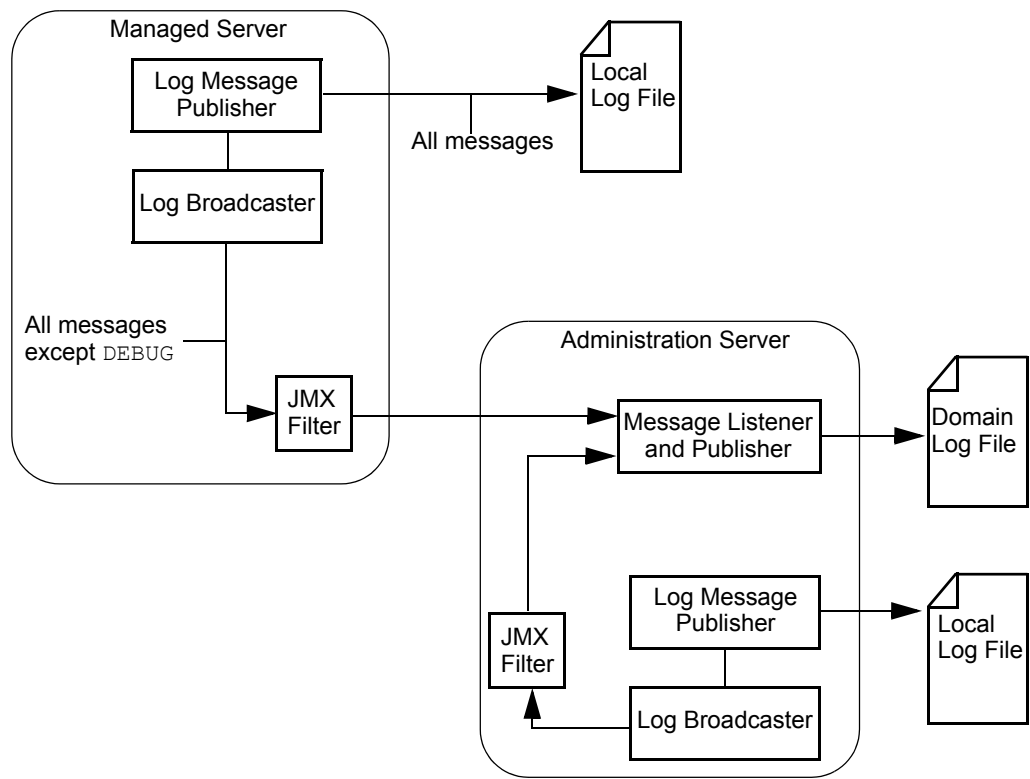 Managed Server
Log Message
Publisher
Local
Log File
All messages
Log Broadcaster
All messages
except DEBUG
JMX
Filter
Administration Server
Message Listener
and Publisher
Domain
Log File
Log Message
Publisher
Local
Log File
JMX
Filter
Log Broadcaster